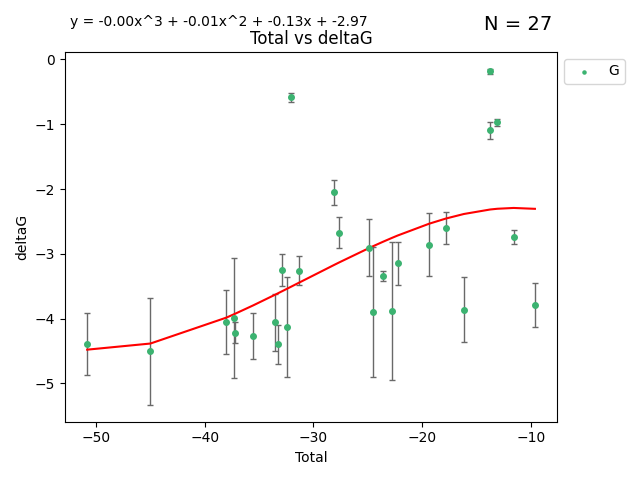 y = -0.00x^3 + -0.01x^2 + -0.13x + -2.97
N = 27
Total vs deltaG
G
0
−1
−2
−3
−4
−5
deltaG
−50
−40
−30
−20
−10
Total